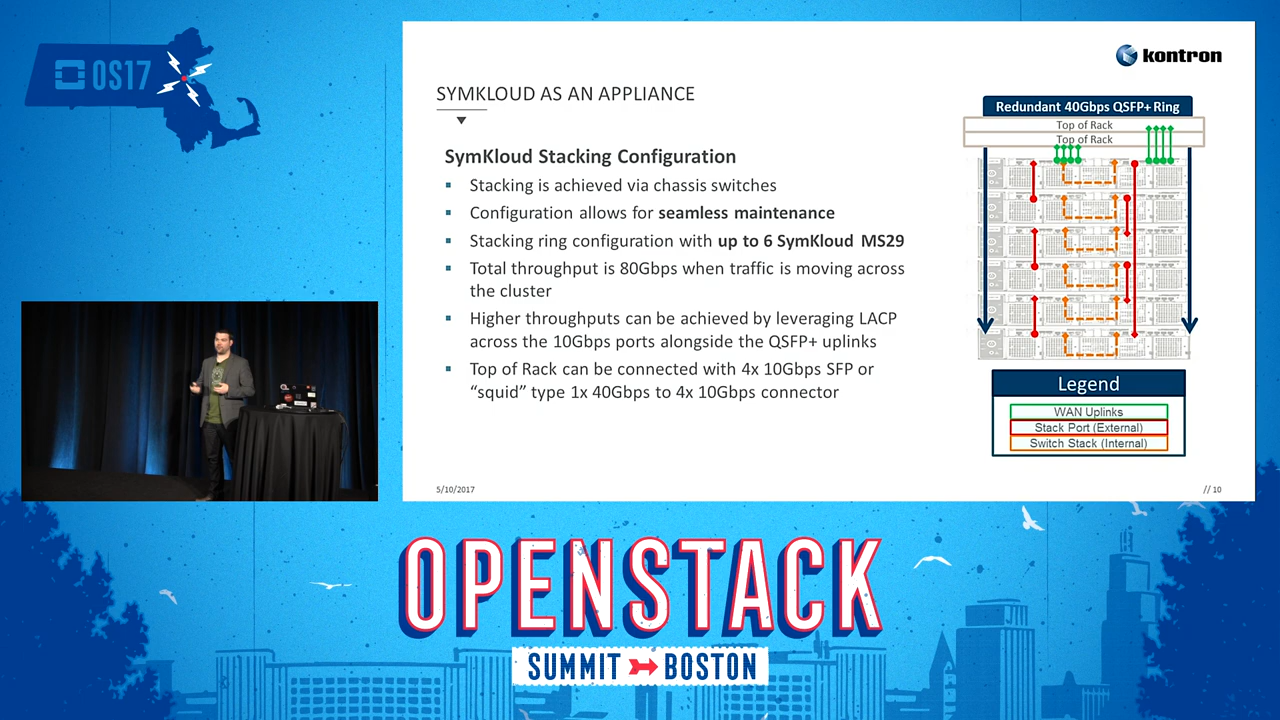 OS17
kontron
SYMKLOUD AS AN APPLIANCE
SymKloud Stacking Configuration
Stacking is achieved via chassis switches
Configuration allows for seamless maintenance
Stacking ring configuration with up to 6 SymKloud MS29
Total throughput is 80Gbps when traffic is moving across
the cluster
Higher throughputs can be achieved by leveraging LACP
across the 10Gbps ports alongside the QSFP+ uplinks
Top of Rack can be connected with 4x 10Gbps SFP or
“squid” type 1x 40Gbps to 4x 10Gbps connector
Redundant 40Gbps QSFP+ Ring
Top of Rack
Top of Rack
Legend
WAN Uplinks
Stack Port (External)
Switch Stack (Internal)
5/10/2017
// 10
OPENSTACK
SUMMIT BOSTON